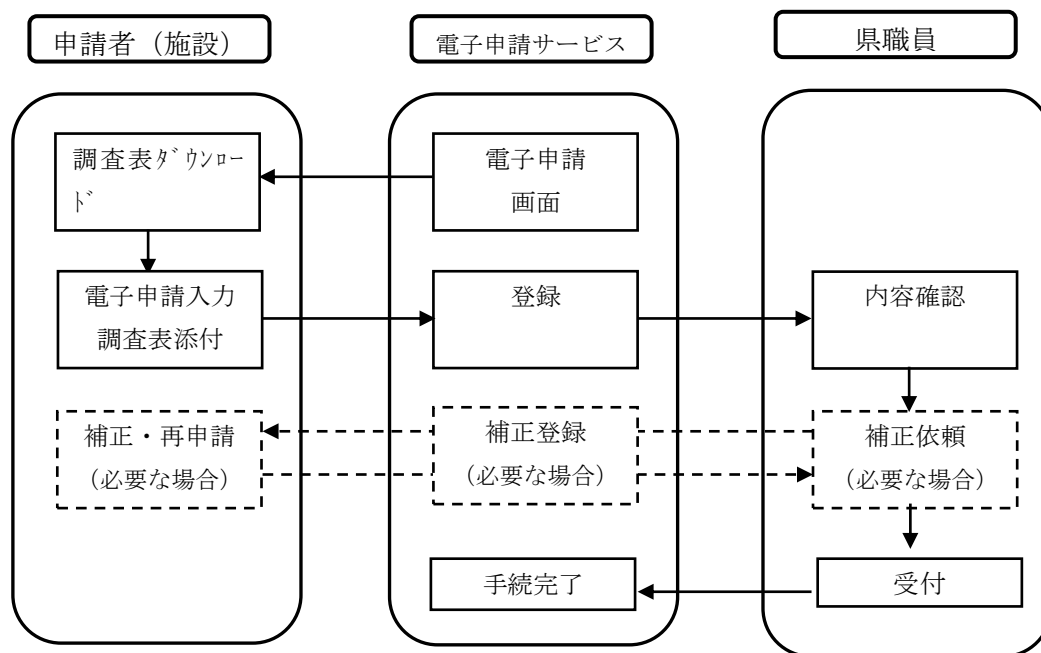 申請者（施設）
電子申請サービス
県職員
調査表ﾀﾞｳﾝﾛｰ
ﾄﾞ
電子申請
画面
電子申請入力
調査表添付
登録
内容確認
補正・再申請
（必要な場合）
補正登録
（必要な場合）
補正依頼
（必要な場合）
手続完了
受付